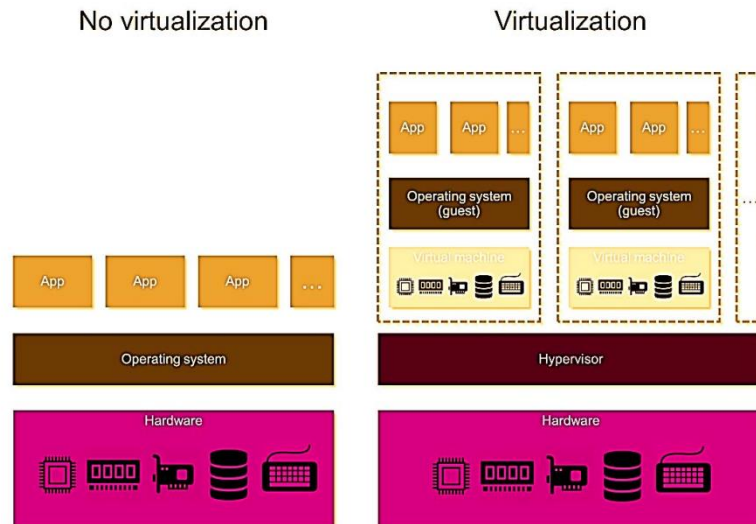 No virtualization
Virtualization
App
App
...
App
App
...
Operating system
(guest)
Operating system
(guest)
...
Virtual machine
Virtual machine
App
App
App
...
Operating system
Hypervisor
Hardware
Hardware